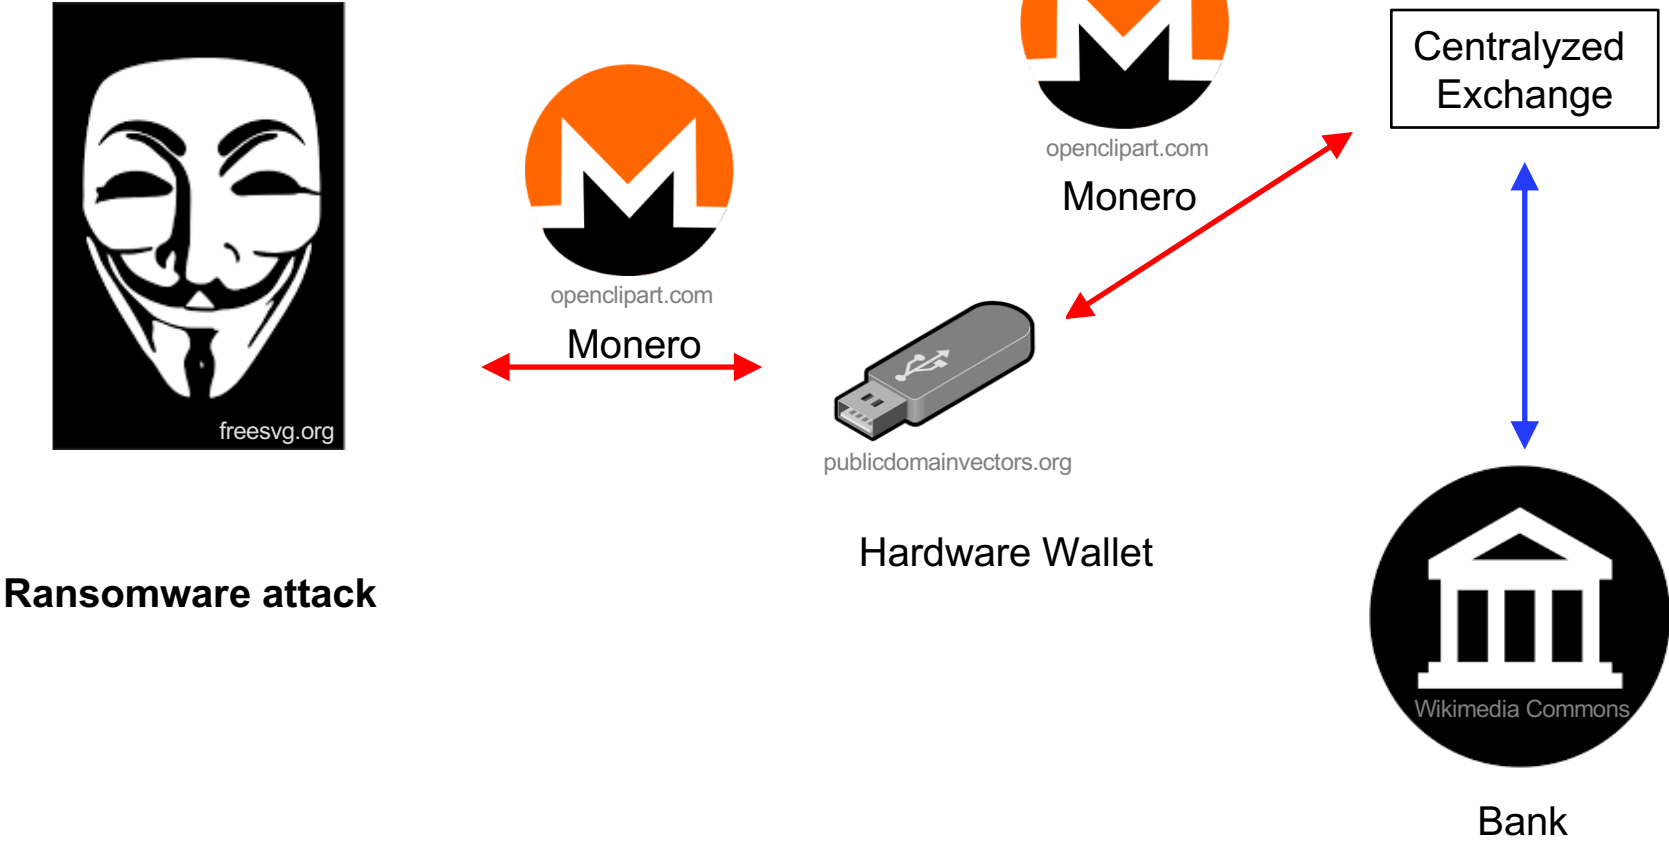 Centralyzed
Exchange
openclipart.com
Monero
openclipart.com
Monero
freesvg.org
publicdomainvectors.org
Hardware Wallet
Ransomware attack
Wikimedia Commons
Bank